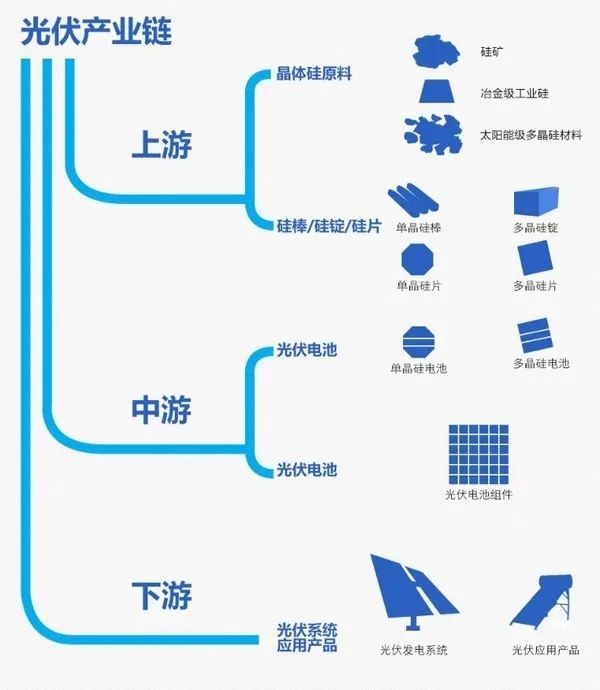 光伏产业链
上游
晶体硅原料
硅矿
冶金级工业硅
太阳能级多晶硅材料
硅棒/硅锭/硅片
单晶硅棒
多晶硅锭
单晶硅片
多晶硅片
中游
光伏电池
单晶硅电池
多晶硅电池
光伏电池
光伏电池组件
下游
光伏系统
应用产品
光伏发电系统
光伏应用产品